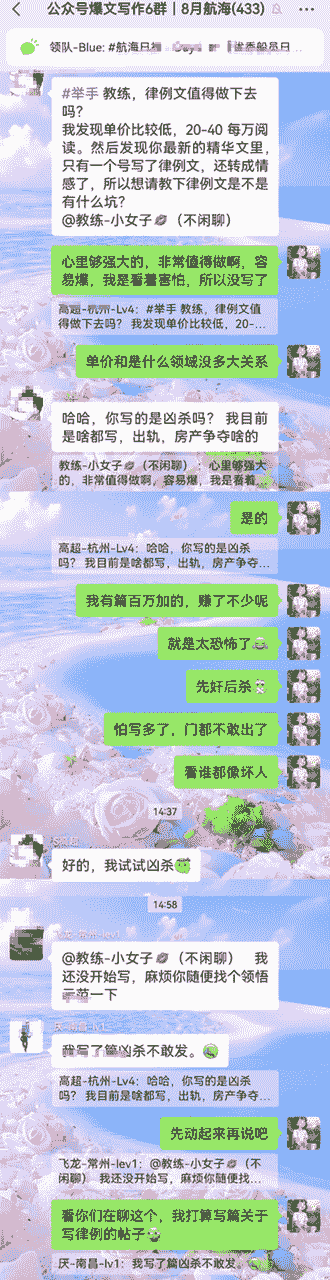 公众号爆文写作6群｜8月航海(433)
领队-Blue: #航海日
#举手 教练，律例文值得做下去
吗？
我发现单价比较低，20-40 每万阅
读。然后发现你最新的精华文里，
只有一个号写了律例文，还转成情
感了，所以想请教下律例文是不是
有什么坑？
@教练-小女子💋（不闲聊）
心里够强大的，非常值得做啊，容
易爆，我是看着害怕，所以没写了
高超-杭州-Lv4：#举手 教练，律例文值
得做下去吗？ 我发现单价比较低，20-...
单价和是什么领域没多大关系
哈哈，你写的是凶杀吗？ 我目前
是啥都写，出轨，房产争夺啥的
教练-小女子💋（不闲聊）：心里够强大
的，非常值得做啊，容易爆，我是看着...
是的
高超-杭州-Lv4：哈哈，你写的是凶杀
吗？ 我目前是啥都写，出轨，房产争夺...
我有篇百万加的，赚了不少呢
就是太恐怖了
先奸后杀
怕写多了，门都不敢出了
看谁都像坏人
14:37
好的，我试试凶杀
14:58
飞龙-常州-lev1
@教练-小女子💋（不闲聊） 我
还没开始写，麻烦你随便找个领悟
示范一下
厌-南昌-lv1
我写了篇凶杀不敢发。
高超-杭州-Lv4：哈哈，你写的是凶杀
吗？ 我目前是啥都写，出轨，房产争夺...
先动起来再说吧
飞龙-常州-lev1：@教练-小女子💋（不
闲聊） 我还没开始写，麻烦你随便找...
看你们在聊这个，我打算写篇关于
写律例的帖子
厌-南昌-lv1：我写了篇凶杀不敢发。